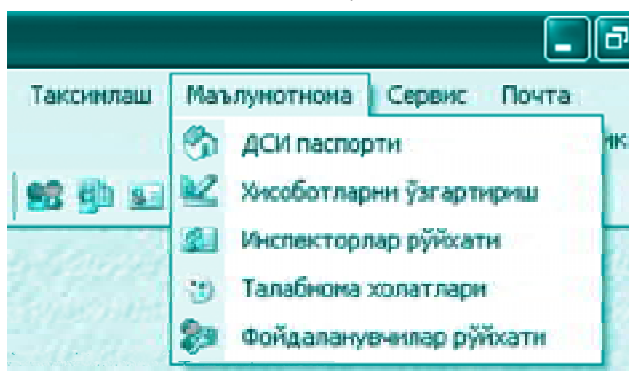 Таксимлаш Маълумотнома Сервис Почта
ДСИ паспорти
Хисоботларни ўзгартириш
Инспекторлар рўйхати
Талабнома холатлари
Фойдаланувчилар рўйхати